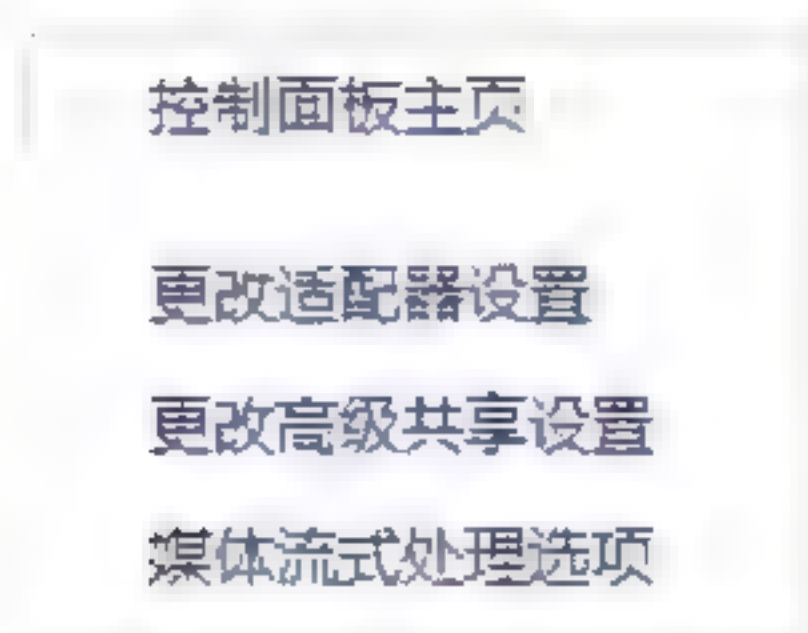 控制面板主页
更改适配器设置
更改高级共享设置
媒体流式处理选项